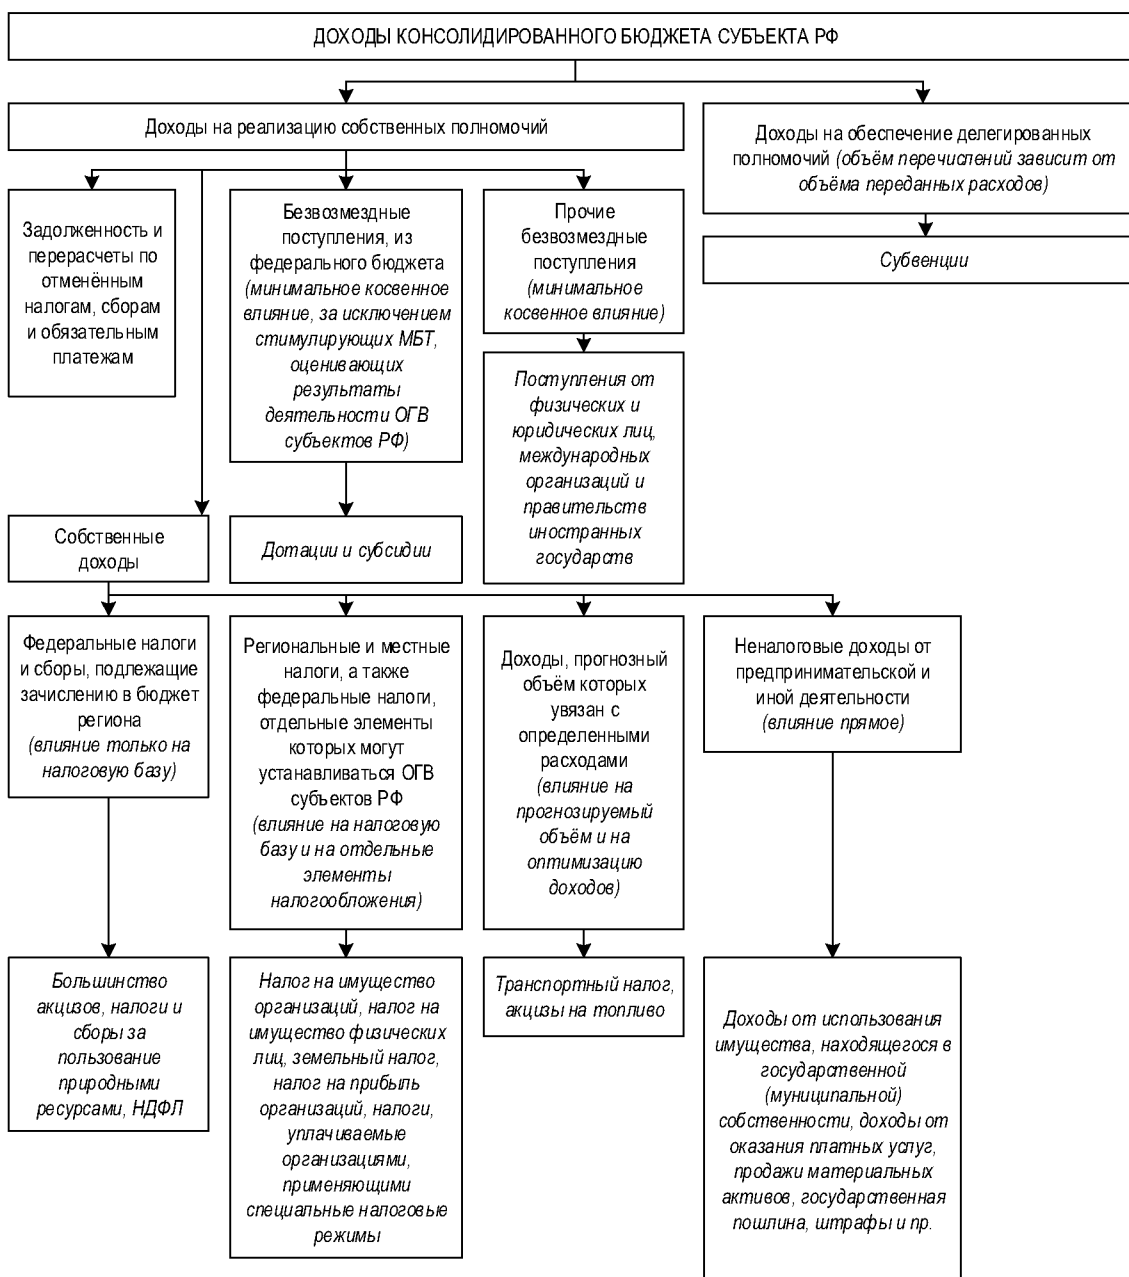 ДОХОДЫ КОНСОЛИДИРОВАННОГО БЮДЖЕТА СУБЪЕКТА РФ
Доходы на реализацию собственных полномочий
Доходы на обеспечение делегированных
полномочий (объём перечислений зависит от
объёма переданных расходов)
Субвенции
Задолженность и
перерасчеты по
отменённым
налогам, сборам
и обязательным
платежам
Безвозмездные
поступления, из
федерального бюджета
(минимальное косвенное
влияние, за исключением
стимулирующих МБТ,
оценивающих
результаты
деятельности ОГВ
субъектов РФ)
Прочие
безвозмездные
поступления
(минимальное
косвенное влияние)
Поступления от
физических и
юридических лиц,
международных
организаций и
правительств
иностранных
государств
Собственные
доходы
Дотации и субсидии
Федеральные налоги
и сборы, подлежащие
зачислению в бюджет
региона
(влияние только на
налоговую базу)
Региональные и местные
налоги, а также
федеральные налоги,
отдельные элементы
которых могут
устанавливаться ОГВ
субъектов РФ
(влияние на налоговую
базу и на отдельные
элементы
налогообложения)
Доходы, прогнозный
объём которых
увязан с
определенными
расходами
(влияние на
прогнозируемый
объём и на
оптимизацию
доходов)
Неналоговые доходы от
предпринимательской и
иной деятельности
(влияние прямое)
Большинство
акцизов, налоги и
сборы за
пользование
природными
ресурсами, НДФЛ
Налог на имущество
организаций, налог на
имущество физических
лиц, земельный налог,
налог на прибыль
организаций, налоги,
уплачиваемые
организациями,
применяющими
специальные налоговые
режимы
Транспортный налог,
акцизы на топливо
Доходы от использования
имущества, находящегося в
государственной
(муниципальной)
собственности, доходы от
оказания платных услуг,
продажи материальных
активов, государственная
пошлина, штрафы и пр.